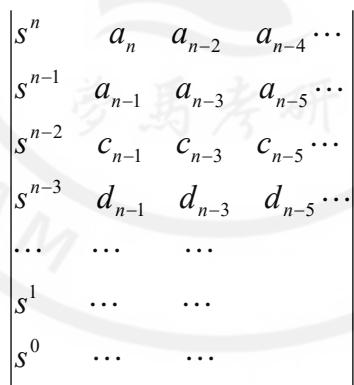 s^n a_n a_{n-2} a_{n-4} ⋯
s^{n-1} a_{n-1} a_{n-3} a_{n-5} ⋯
s^{n-2} c_{n-1} c_{n-3} c_{n-5} ⋯
s^{n-3} d_{n-1} d_{n-3} d_{n-5} ⋯
⋯ ⋯ ⋯
s^1 ⋯ ⋯
s^0 ⋯ ⋯